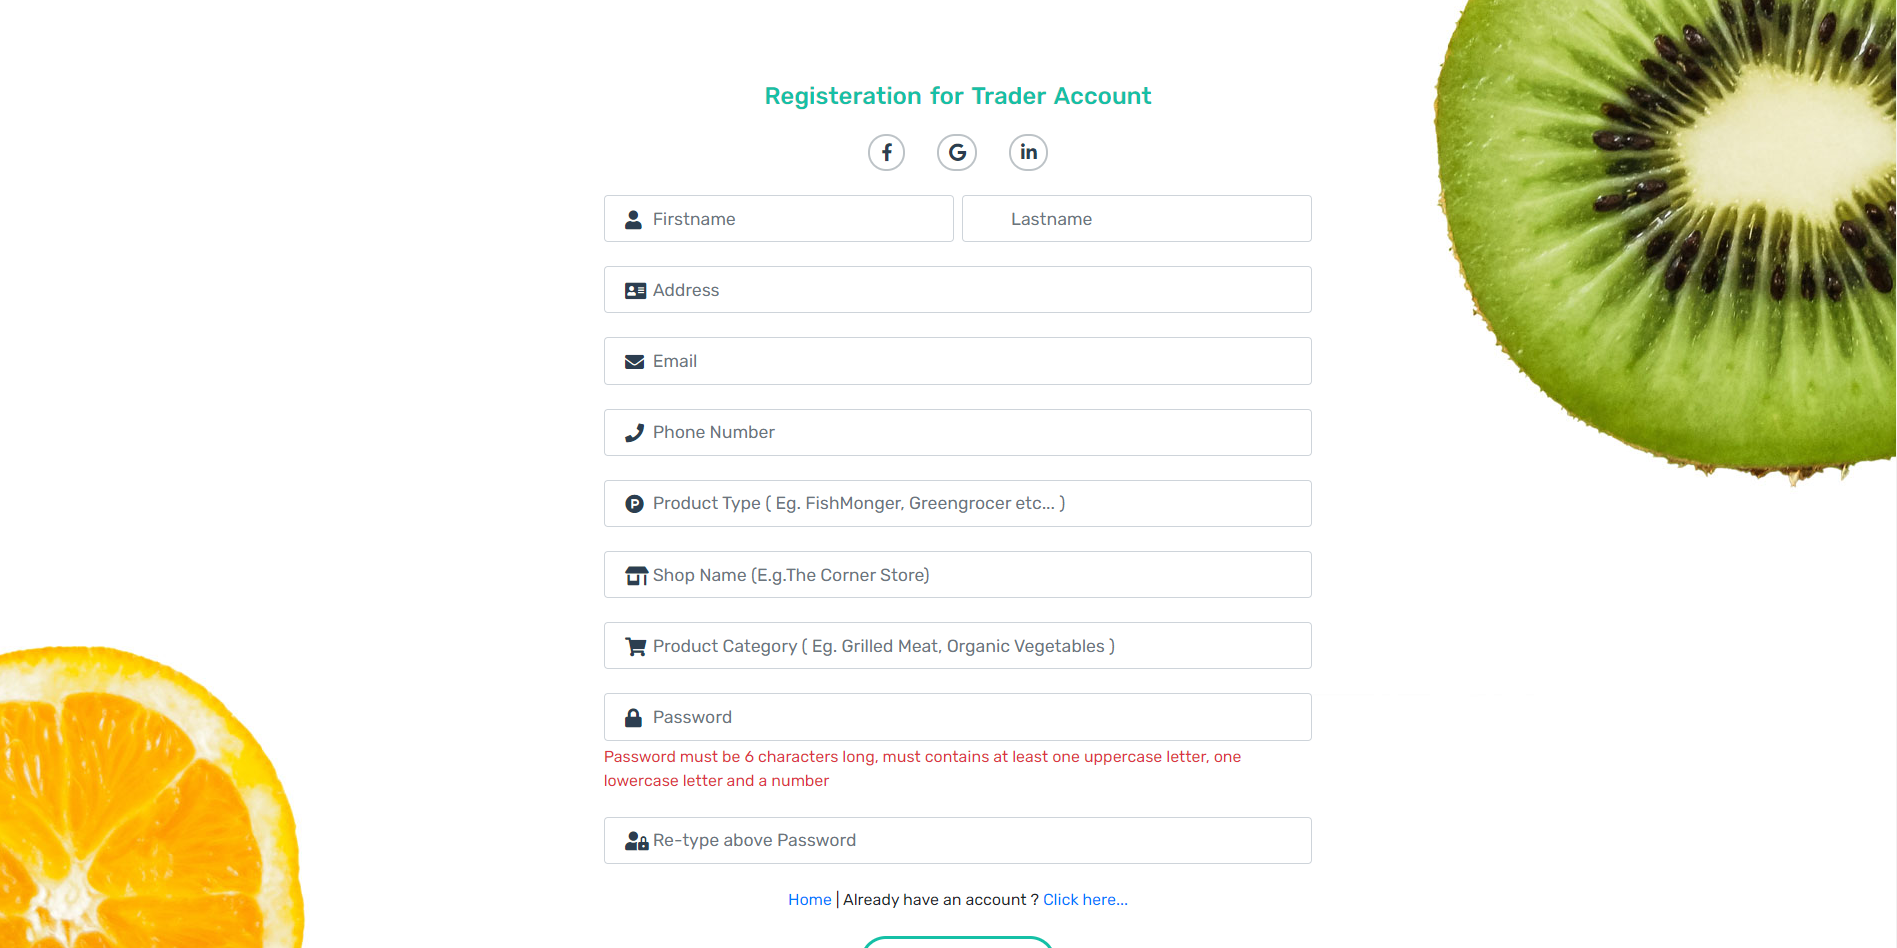 Registeration for Trader Account
Firstname
Lastname
Address
Email
Phone Number
Product Type ( Eg. FishMonger, Greengrocer etc... )
Shop Name (E.g.The Corner Store)
Product Category ( Eg. Grilled Meat, Organic Vegetables )
Password
Password must be 6 characters long, must contains at least one uppercase letter, one
lowercase letter and a number
Re-type above Password
Home | Already have an account ? Click here...